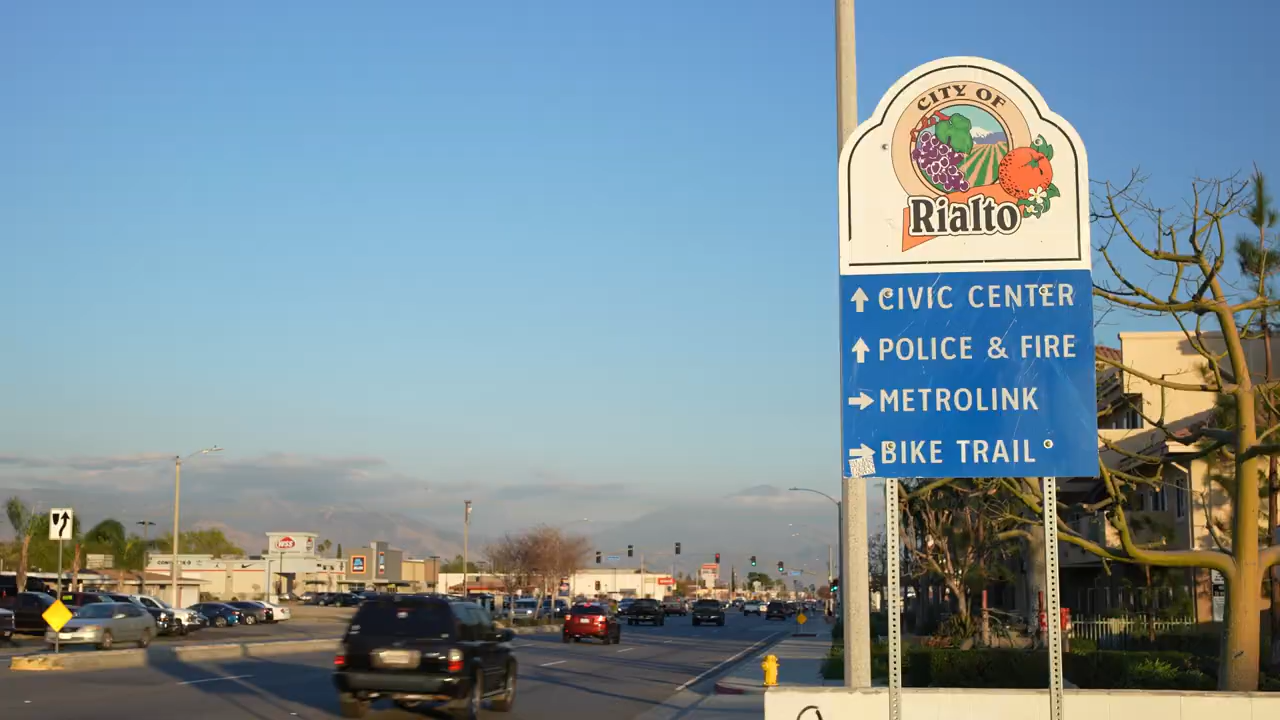 CITY OF
Rialto
CIVIC CENTER
POLICE & FIRE
METROLINK
BIKE TRAIL